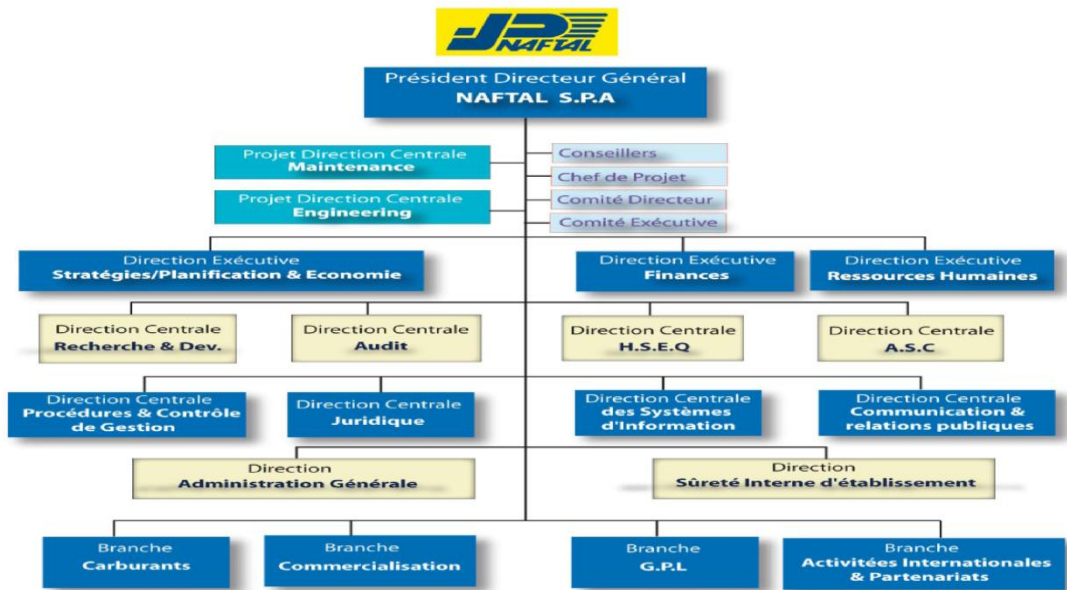 NAFTAL
Président Directeur Général
NAFTAL S.P.A
Projet Direction Centrale
Maintenance
Projet Direction Centrale
Engineering
Conseillers
Chef de Projet
Comité Directeur
Comité Exécutive
Direction Exécutive
Stratégies/Planification & Economie
Direction Exécutive
Finances
Direction Exécutive
Ressources Humaines
Direction Centrale
Recherche & Dev.
Direction Centrale
Audit
Direction Centrale
H.S.E.Q
Direction Centrale
A.S.C
Direction Centrale
Procédures & Contrôle
de Gestion
Direction Centrale
Juridique
Direction Centrale
des Systèmes
d'Information
Direction Centrale
Communication &
relations publiques
Direction
Administration Générale
Direction
Sûreté Interne d'établissement
Branche
Carburants
Branche
Commercialisation
Branche
G.P.L
Branche
Activitées Internationales
& Partenariats